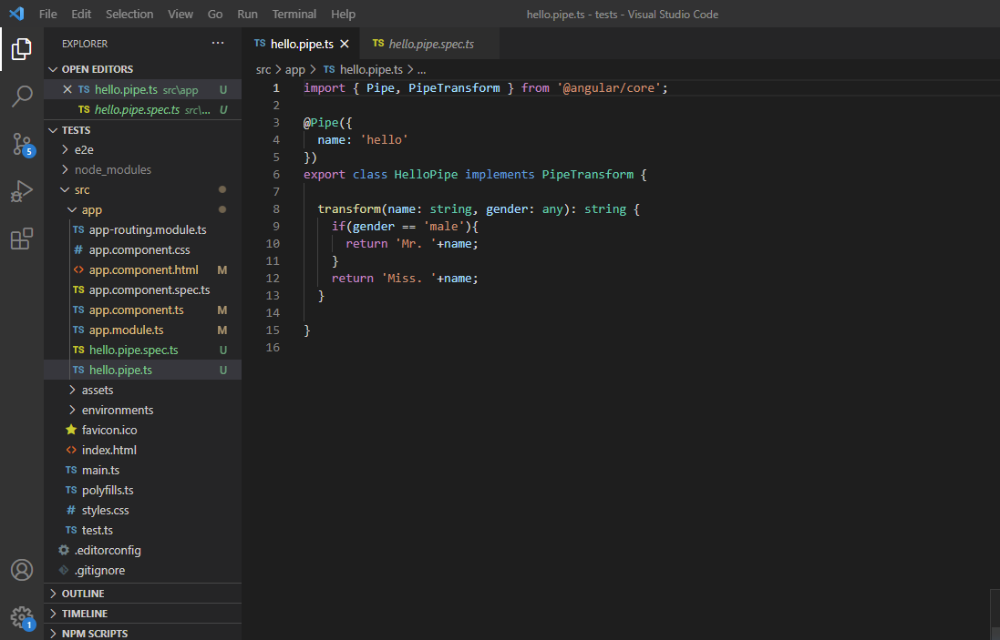 File Edit Selection View Go Run Terminal Help hello.pipe.ts - tests - Visual Studio Code
EXPLORER ...
OPEN EDITORS
TS hello.pipe.ts src\app U
TS hello.pipe.spec.ts src\... U
TESTS
e2e
node_modules
src
app
TS app-routing.module.ts
# app.component.css
<> app.component.html M
TS app.component.spec.ts
TS app.component.ts M
TS app.module.ts M
TS hello.pipe.spec.ts U
TS hello.pipe.ts U
assets
environments
favicon.ico
<> index.html
TS main.ts
TS polyfills.ts
# styles.css
TS test.ts
.editorconfig
.gitignore
OUTLINE
TIMELINE
NPM SCRIPTS
5
1
TS hello.pipe.ts TS hello.pipe.spec.ts
src > app > TS hello.pipe.ts > ...
1 import { Pipe, PipeTransform } from '@angular/core';
2
3 @Pipe({
4 name: 'hello'
5 })
6 export class HelloPipe implements PipeTransform {
7
8 transform(name: string, gender: any): string {
9 if(gender == 'male'){
10 return 'Mr. '+name;
11 }
12 return 'Miss. '+name;
13 }
14
15 }
16